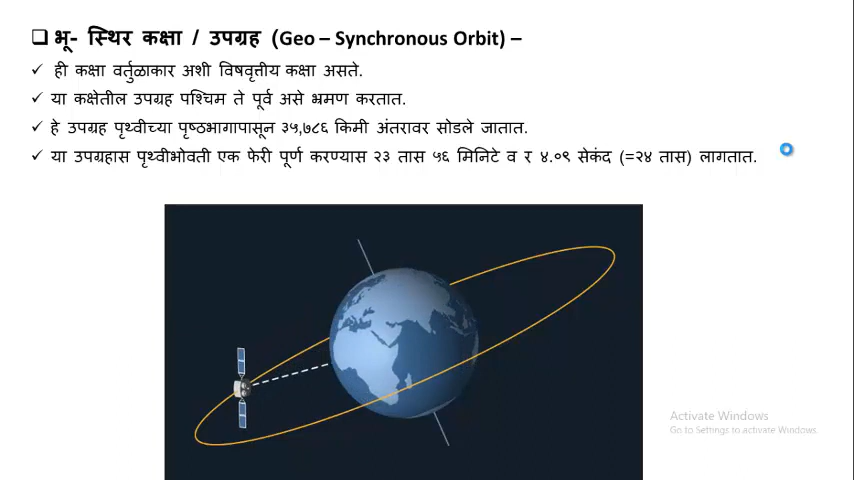 ❑ भू- स्थिर कक्षा / उपग्रह (Geo – Synchronous Orbit) –
✓ ही कक्षा वर्तुळाकार अशी विषवृत्तीय कक्षा असते.
✓ या कक्षेतील उपग्रह पश्चिम ते पूर्व असे भ्रमण करतात.
✓ हे उपग्रह पृथ्वीच्या पृष्ठभागापासून ३५,७८६ किमी अंतरावर सोडले जातात.
✓ या उपग्रहास पृथ्वीभोवती एक फेरी पूर्ण करण्यास २३ तास ५६ मिनिटे व र ४.०९ सेकंद (=२४ तास) लागतात.
Activate Windows
Go to Settings to activate Windows.